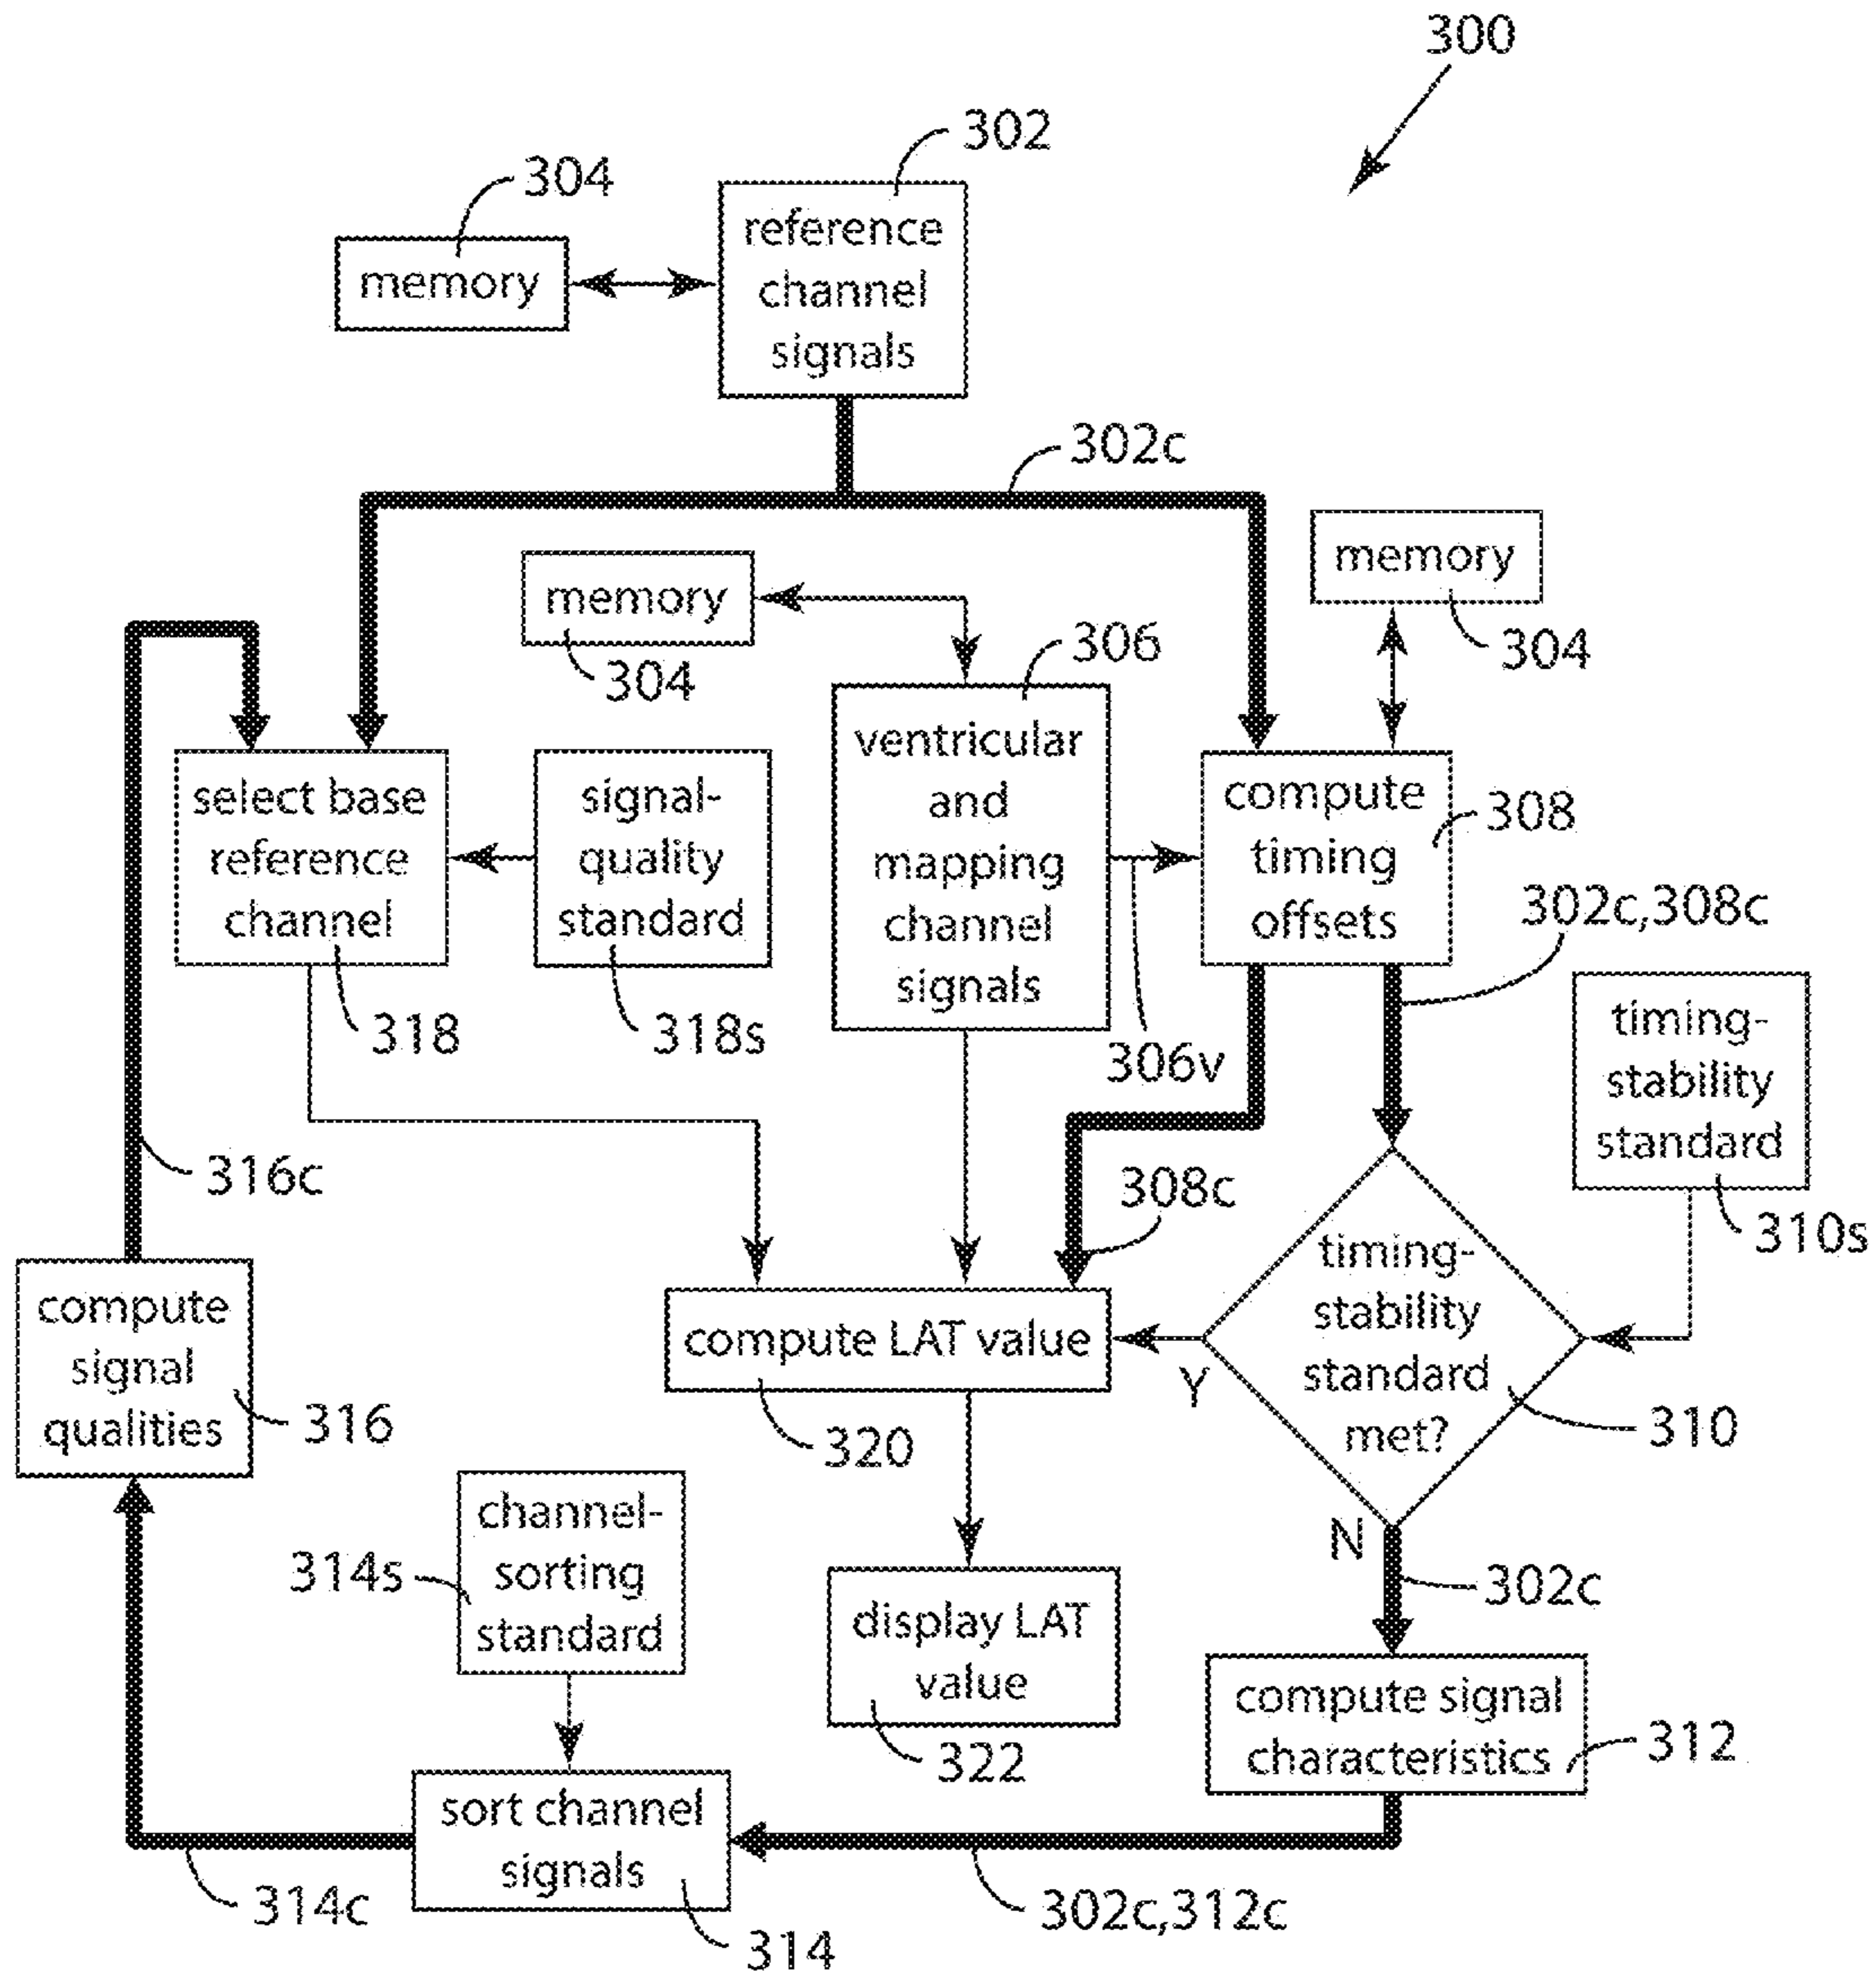 300
302
304
reference
channel
signals
memory
302c
memory
304
memory
304
306
select base
reference
channel
318
signal-
quality
standard
318s
ventricular
and
mapping
channel
signals
306v
compute
timing
offsets
308
302c,308c
timing-
stability
standard
310s
316c
308c
compute
signal
qualities
316
compute LAT value
320
timing-
stability
standard
met?
310
Y
N
302c
channel-
sorting
standard
314s
display LAT
value
322
compute signal
characteristics
312
sort channel
signals
314
314c
302c,312c